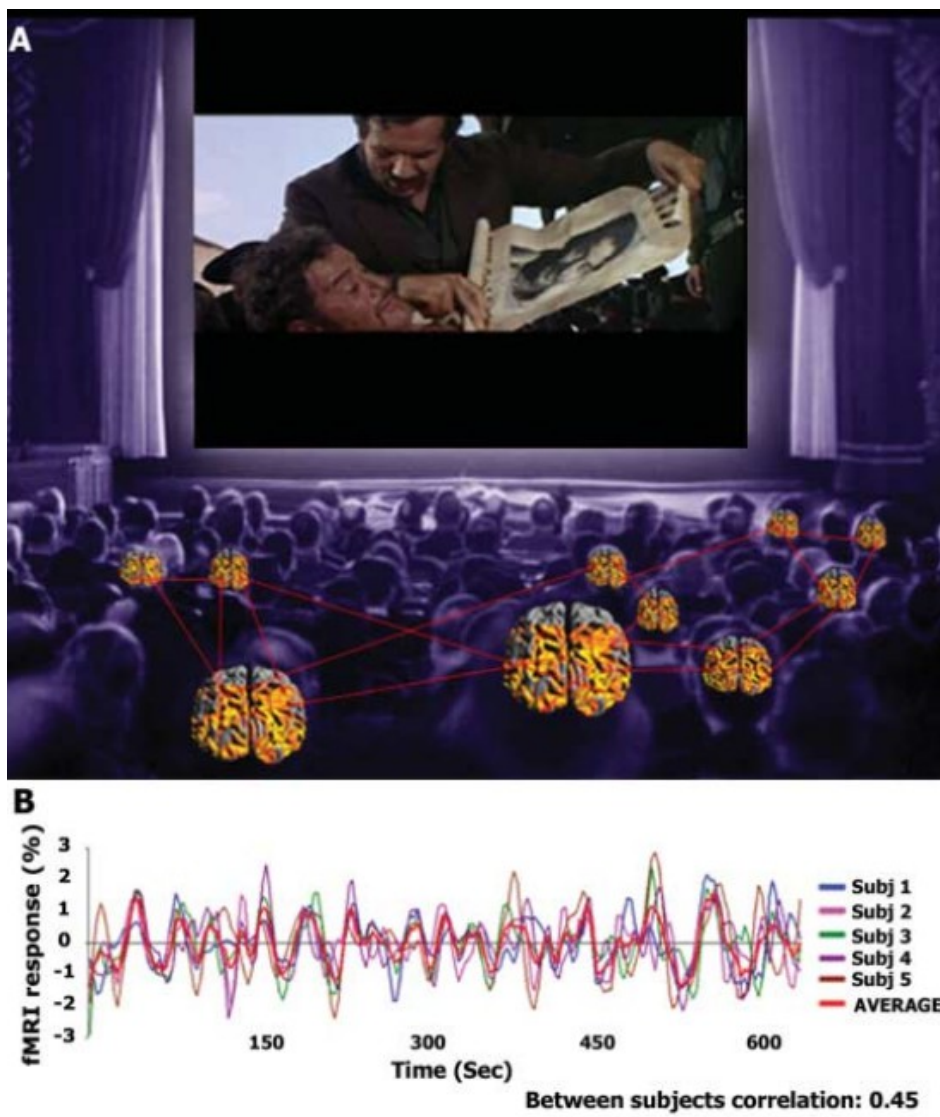 A
B
fMRI response (%)
3
2
1
0
-1
-2
-3
150 300 450 600
Time (Sec)
Subj 1
Subj 2
Subj 3
Subj 4
Subj 5
AVERAGE
Between subjects correlation: 0.45